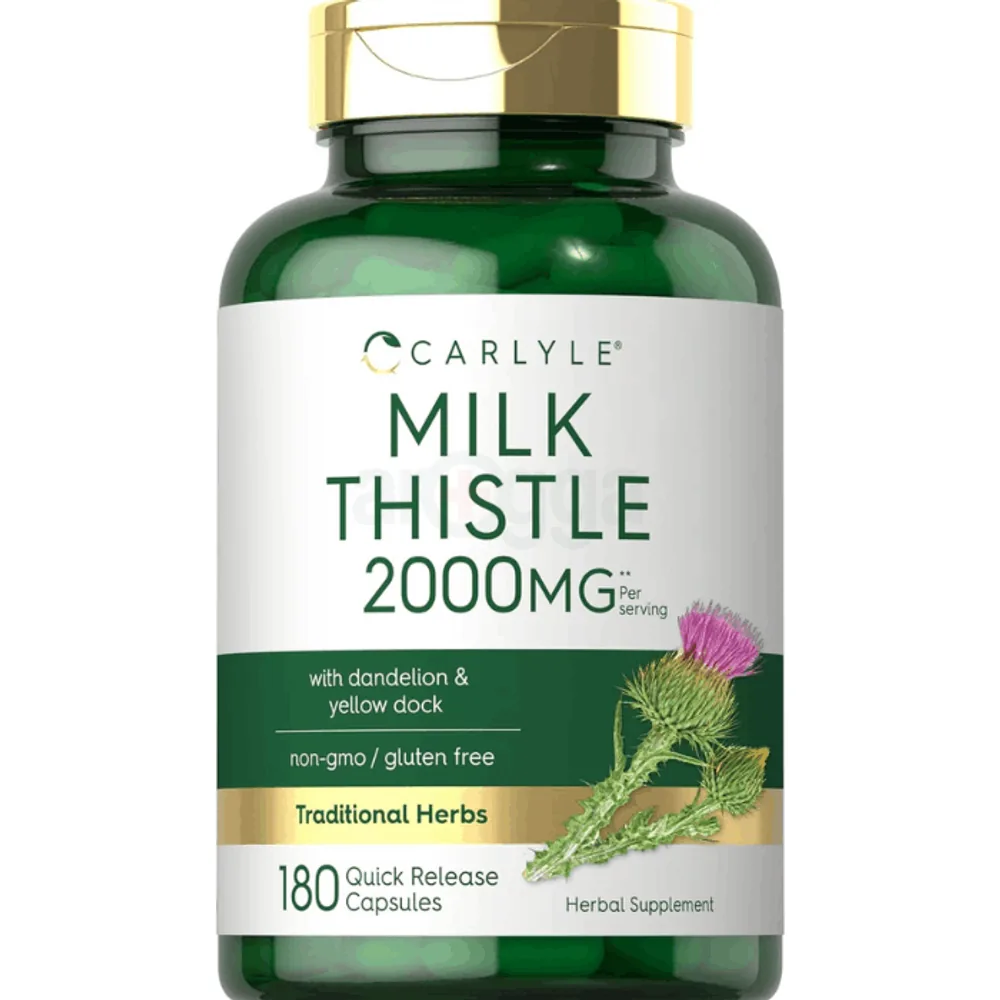 CARLYLE®
MILK
THISTLE
arogga
2000MG**
Per
serving
with dandelion &
yellow dock
non-gmo / gluten free
Traditional Herbs
180 Quick Release
Capsules
Herbal Supplement